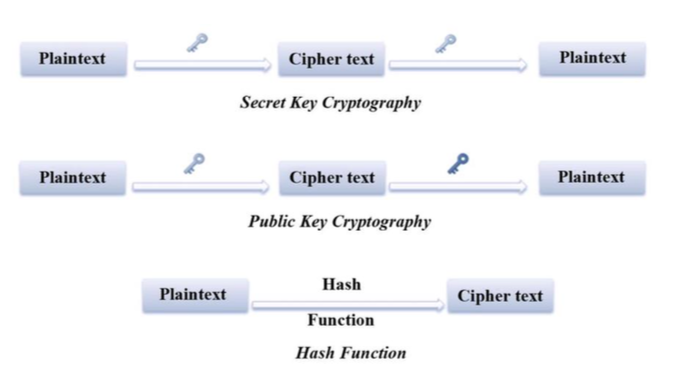 Plaintext Cipher text Plaintext
Secret Key Cryptography
Plaintext Cipher text Plaintext
Public Key Cryptography
Plaintext Hash Cipher text
Function
Hash Function